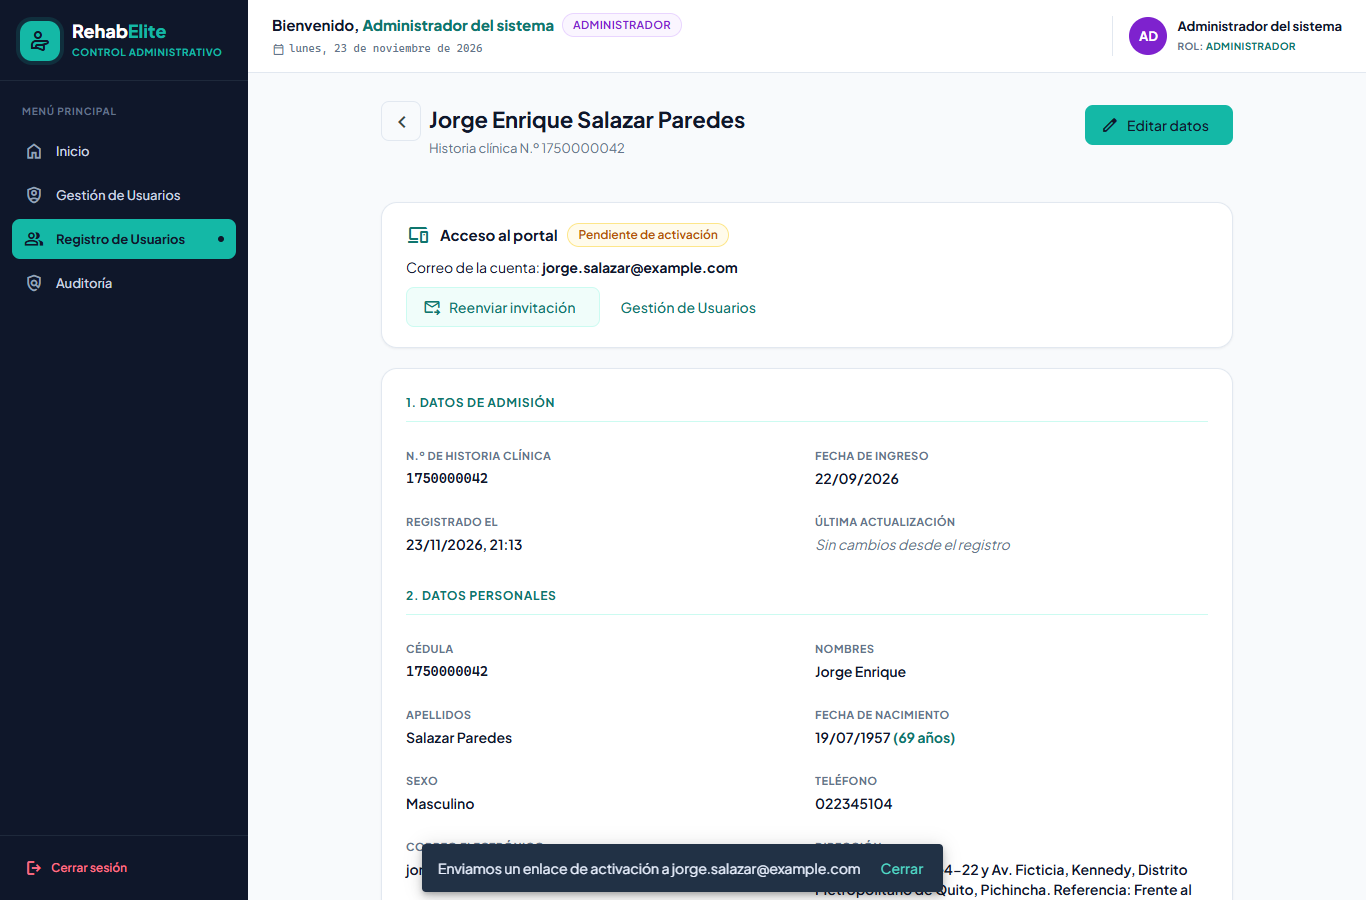 RehabElite
CONTROL ADMINISTRATIVO
MENÚ PRINCIPAL
Inicio
Gestión de Usuarios
Registro de Usuarios
Auditoría
Cerrar sesión
Bienvenido, Administrador del sistema ADMINISTRADOR
lunes, 23 de noviembre de 2026
AD
Administrador del sistema
ROL: ADMINISTRADOR
Jorge Enrique Salazar Paredes
Historia clínica N.º 1750000042
Editar datos
Acceso al portal Pendiente de activación
Correo de la cuenta: jorge.salazar@example.com
Reenviar invitación Gestión de Usuarios
1. DATOS DE ADMISIÓN
N.º DE HISTORIA CLÍNICA
1750000042
FECHA DE INGRESO
22/09/2026
REGISTRADO EL
23/11/2026, 21:13
ÚLTIMA ACTUALIZACIÓN
Sin cambios desde el registro
2. DATOS PERSONALES
CÉDULA
1750000042
NOMBRES
Jorge Enrique
APELLIDOS
Salazar Paredes
FECHA DE NACIMIENTO
19/07/1957 (69 años)
SEXO
Masculino
TELÉFONO
022345104
4-22 y Av. Ficticia, Kennedy, Distrito
Metropolitano de Quito, Pichincha. Referencia: Frente al
Enviamos un enlace de activación a jorge.salazar@example.com Cerrar